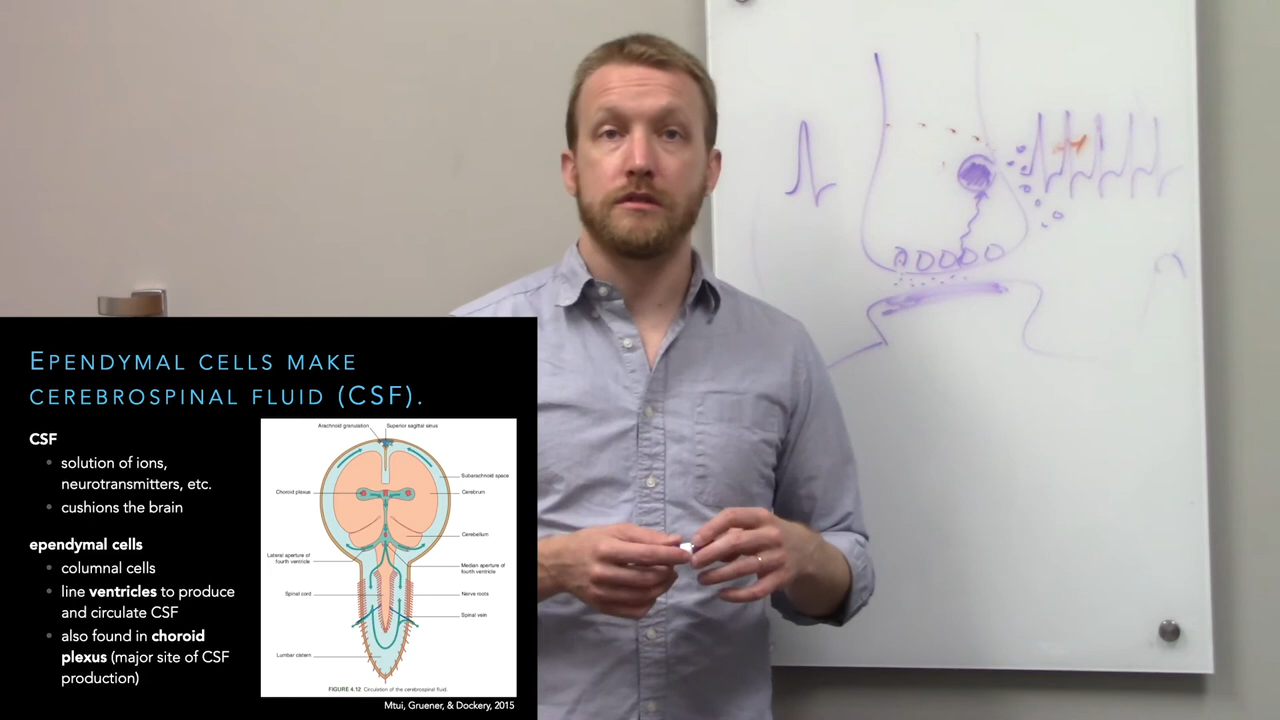 EPENDYMAL CELLS MAKE
CEREBROSPINAL FLUID (CSF).
CSF
• solution of ions,
neurotransmitters, etc.
• cushions the brain
ependymal cells
• columnal cells
• line ventricles to produce
and circulate CSF
• also found in choroid
plexus (major site of CSF
production)
Arachnoid granulation
Superior sagittal sinus
Subarachnoid space
Choroid plexus
Cerebrum
Cerebellum
Lateral aperture of
fourth ventricle
Median aperture of
fourth ventricle
Spinal cord
Nerve roots
Spinal vein
Lumbar cistern
FIGURE 4.12 Circulation of the cerebrospinal fluid.
Mtui, Gruener, & Dockery, 2015